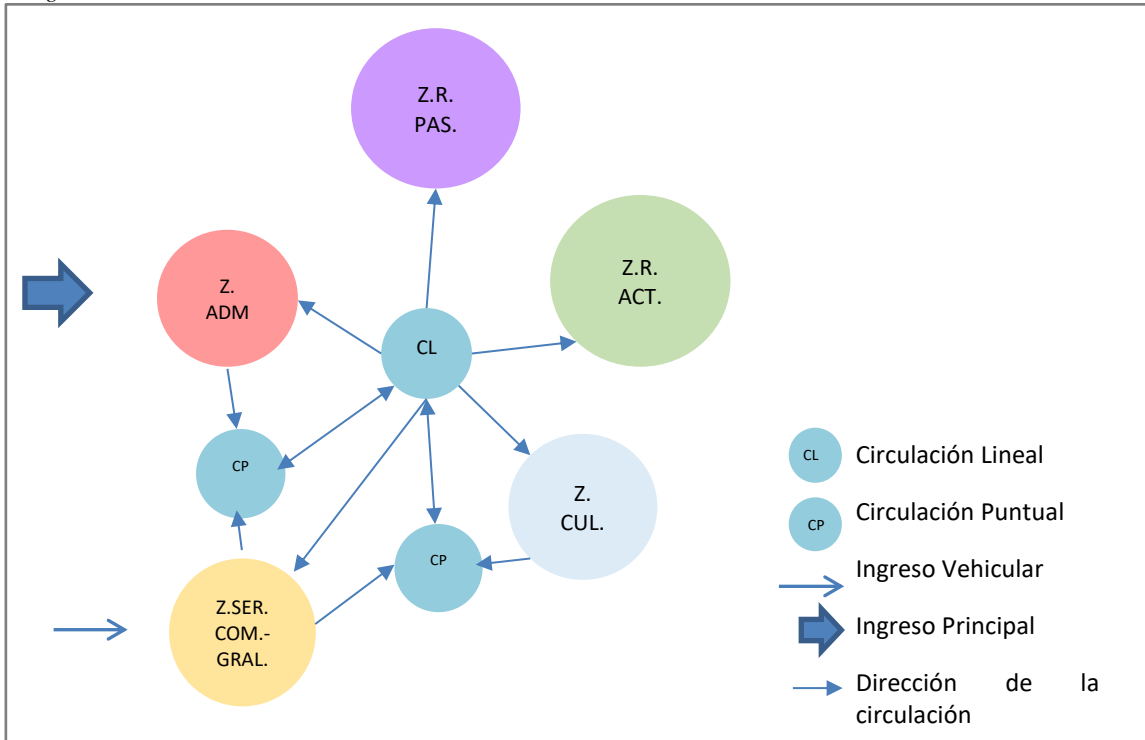 Z.R.
PAS.
Z.R.
ACT.
Z.
ADM
CL
CP
Z.
CUL.
CP
Z.SER.
COM.-
GRAL.
CL Circulación Lineal
CP Circulación Puntual
Ingreso Vehicular
Ingreso Principal
Dirección de la
circulación